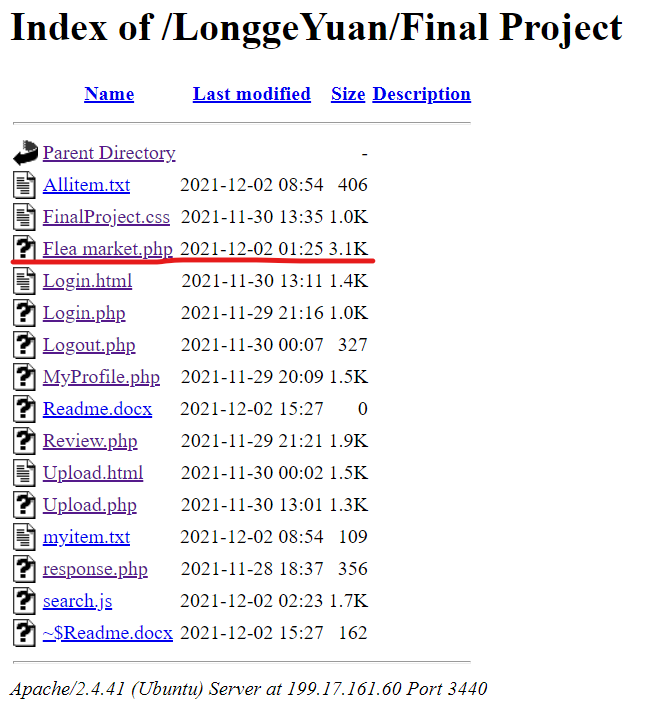 Index of /LonggeYuan/Final Project
Name Last modified Size Description
Parent Directory -
Allitem.txt 2021-12-02 08:54 406
FinalProject.css 2021-11-30 13:35 1.0K
Flea market.php 2021-12-02 01:25 3.1K
Login.html 2021-11-30 13:11 1.4K
Login.php 2021-11-29 21:16 1.0K
Logout.php 2021-11-30 00:07 327
MyProfile.php 2021-11-29 20:09 1.5K
Readme.docx 2021-12-02 15:27 0
Review.php 2021-11-29 21:21 1.9K
Upload.html 2021-11-30 00:02 1.5K
Upload.php 2021-11-30 13:01 1.3K
myitem.txt 2021-12-02 08:54 109
response.php 2021-11-28 18:37 356
search.js 2021-12-02 02:23 1.7K
~$Readme.docx 2021-12-02 15:27 162
Apache/2.4.41 (Ubuntu) Server at 199.17.161.60 Port 3440